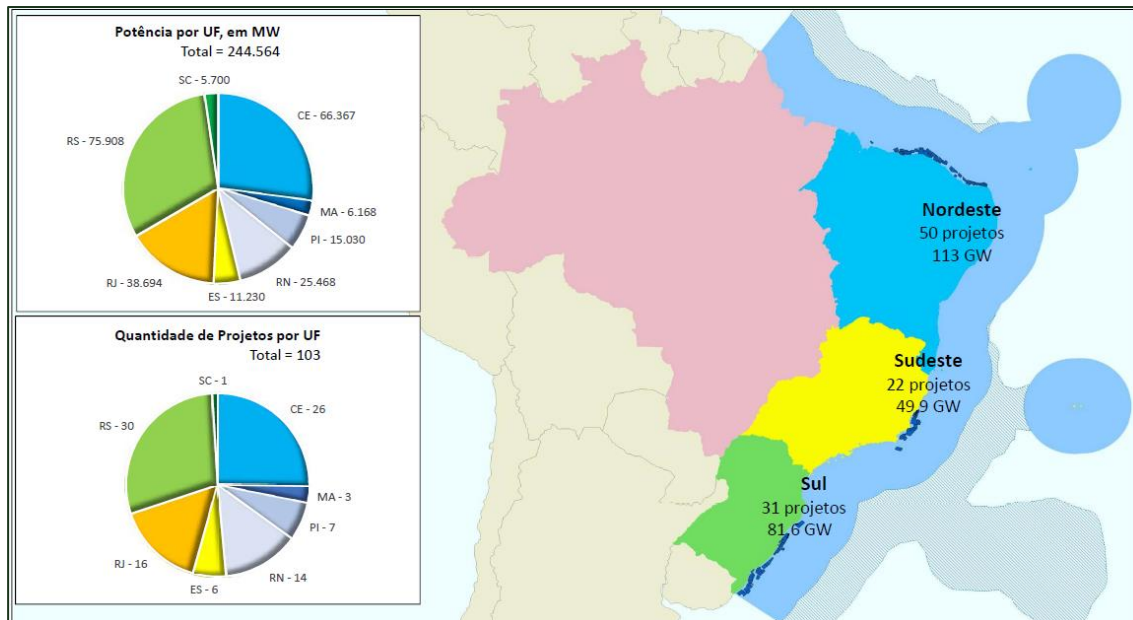 Potência por UF, em MW
Total = 244.564
SC - 5.700
CE - 66.367
RS - 75.908
MA - 6.168
PI - 15.030
RJ - 38.694
RN - 25.468
ES - 11.230
Quantidade de Projetos por UF
Total = 103
SC - 1
CE - 26
RS - 30
MA - 3
PI - 7
RJ - 16
RN - 14
ES - 6
Nordeste
50 projetos
113 GW
Sudeste
22 projetos
49,9 GW
Sul
31 projetos
81,6 GW